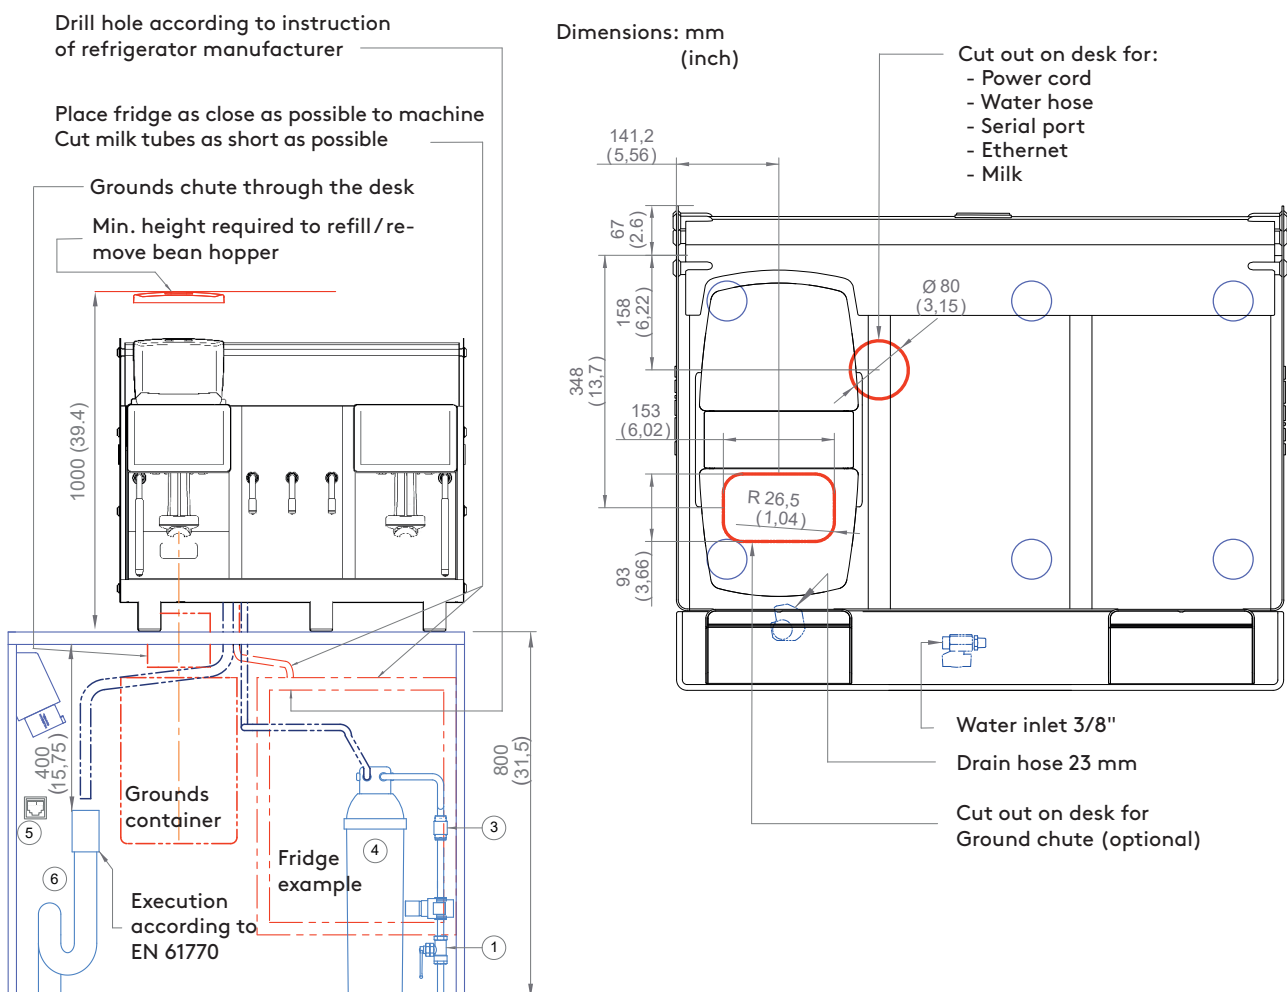 Drill hole according to instruction
of refrigerator manufacturer
Place fridge as close as possible to machine
Cut milk tubes as short as possible
Grounds chute through the desk
Min. height required to refill/re-
move bean hopper
1000 (39.4)
400
(15,75)
800
(31,5)
Grounds
container
Fridge
example
Execution
according to
EN 61770
5
6
4
3
1
Dimensions: mm
(inch)
Cut out on desk for:
- Power cord
- Water hose
- Serial port
- Ethernet
- Milk
141,2
(5,56)
67
(2.6)
158
(6,22)
348
(13,7)
Ø 80
(3,15)
153
(6,02)
R 26,5
(1,04)
93
(3,66)
Water inlet 3/8"
Drain hose 23 mm
Cut out on desk for
Ground chute (optional)